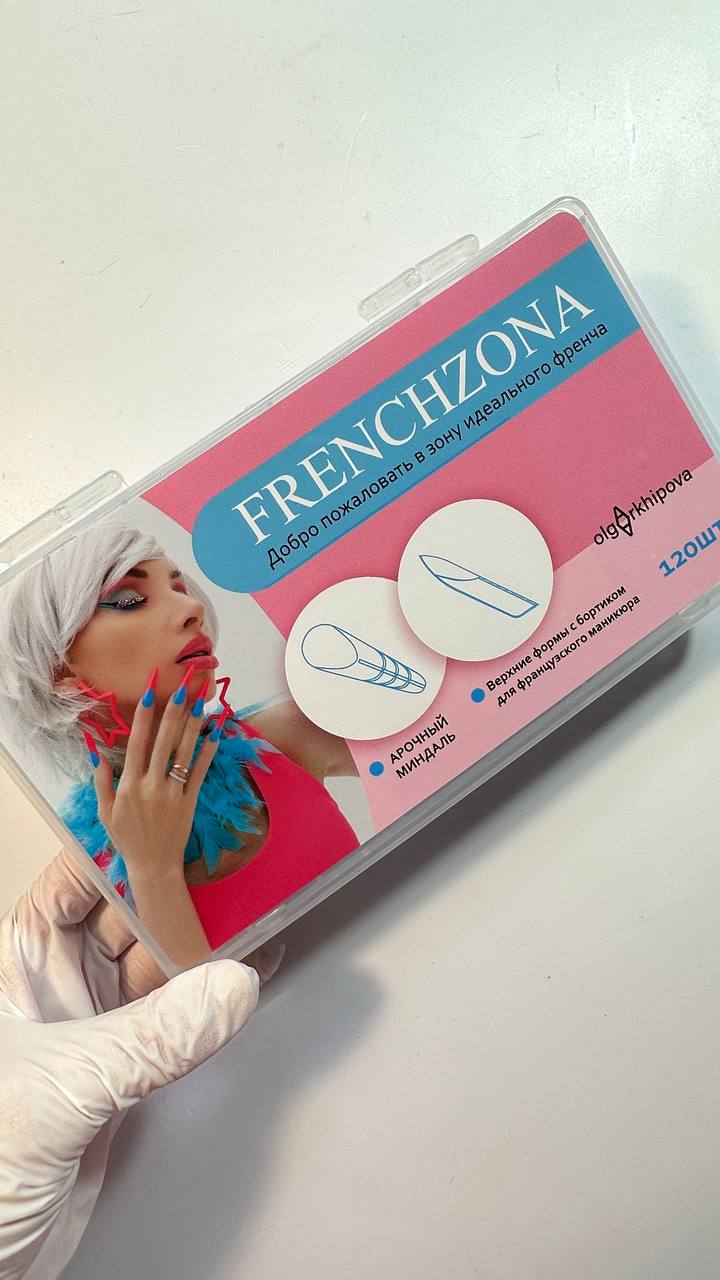 FRENCHZONA
Добро пожаловать в зону идеального френча
olgArkhipova
120шт
Верхние формы с бортиком
для французского маникюра
АРОЧНЫЙ
МИНДАЛЬ